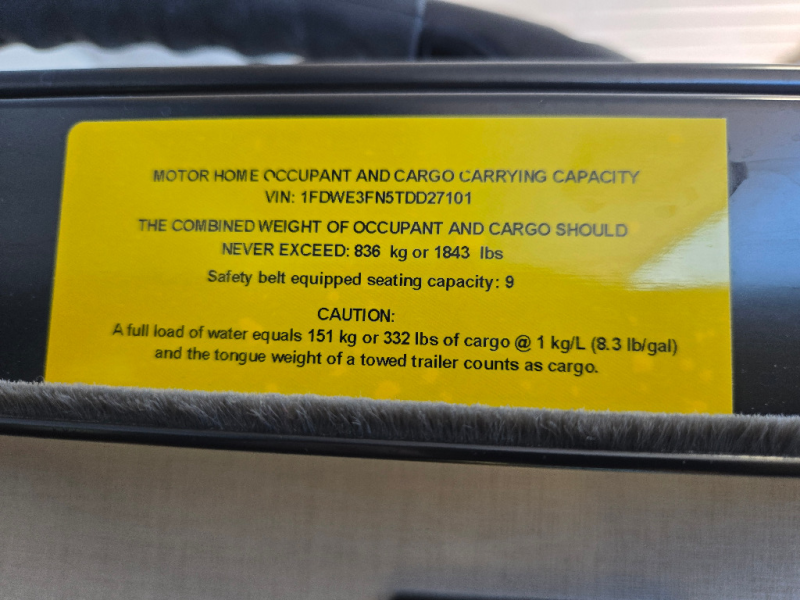 MOTOR HOME OCCUPANT AND CARGO CARRYING CAPACITY
VIN: 1FDWE3FN5TDD27101
THE COMBINED WEIGHT OF OCCUPANT AND CARGO SHOULD
NEVER EXCEED: 836 kg or 1843 lbs
Safety belt equipped seating capacity: 9
CAUTION:
A full load of water equals 151 kg or 332 lbs of cargo @ 1 kg/L (8.3 lb/gal)
and the tongue weight of a towed trailer counts as cargo.